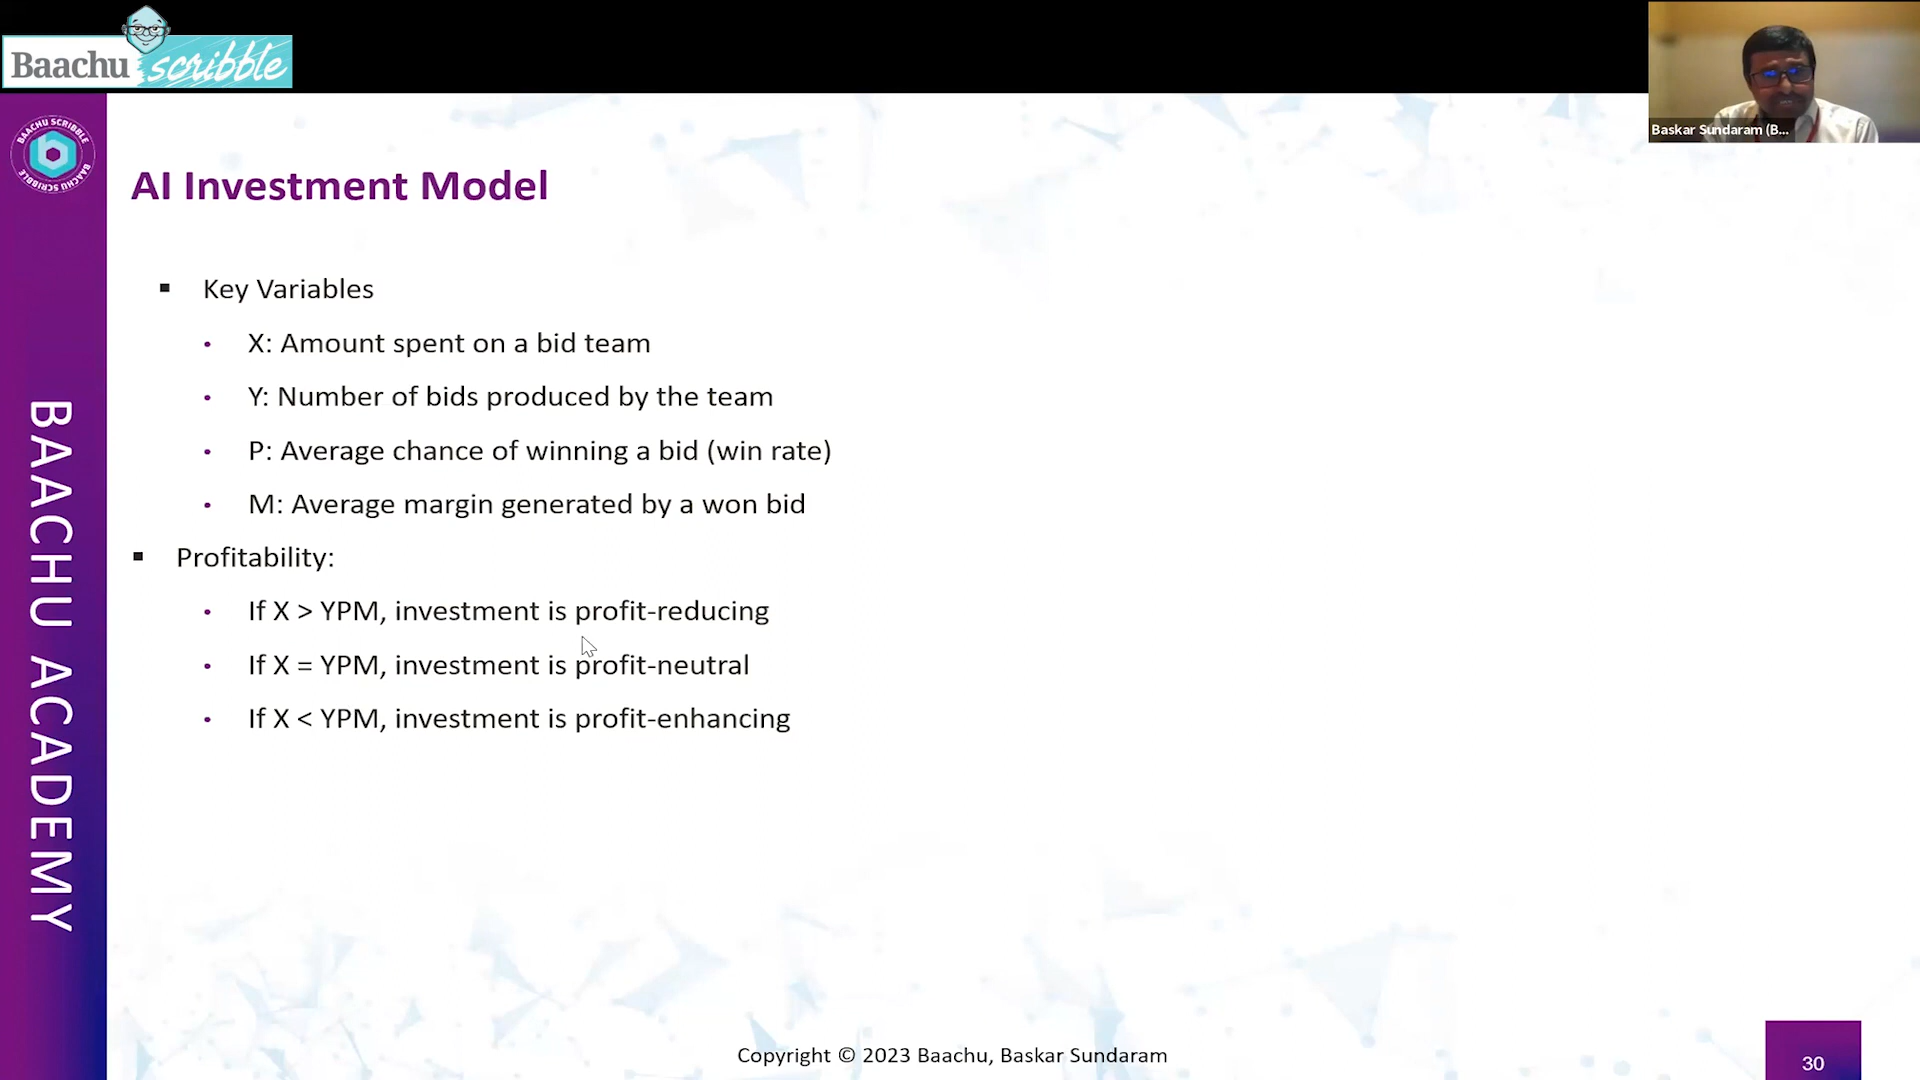 Baachu scribble
Baskar Sundaram (B...
BAACHU SCRIBBLE
BAACHU SCRIBBLE
BAACHU ACADEMY
AI Investment Model
Key Variables
X: Amount spent on a bid team
Y: Number of bids produced by the team
P: Average chance of winning a bid (win rate)
M: Average margin generated by a won bid
Profitability:
If X > YPM, investment is profit-reducing
If X = YPM, investment is profit-neutral
If X < YPM, investment is profit-enhancing
Copyright © 2023 Baachu, Baskar Sundaram
30